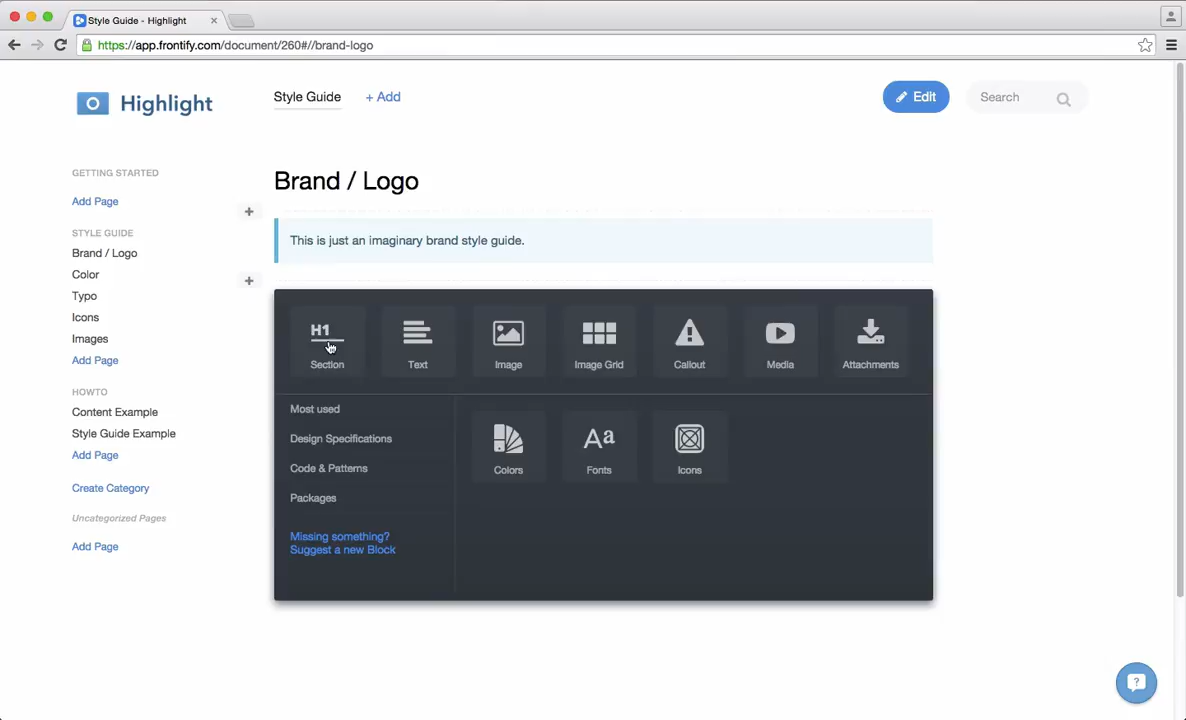 Style Guide - Highlight
https://app.frontify.com/document/260#//brand-logo
Highlight
Style Guide
+ Add
Edit
Search
GETTING STARTED
Add Page
STYLE GUIDE
Brand / Logo
Color
Typo
Icons
Images
Add Page
HOWTO
Content Example
Style Guide Example
Add Page
Create Category
Uncategorized Pages
Add Page
Brand / Logo
This is just an imaginary brand style guide.
H1
Section
Text
Image
Image Grid
Callout
Media
Attachments
Most used
Design Specifications
Code & Patterns
Packages
Missing something?
Suggest a new Block
Colors
Aa
Fonts
Icons